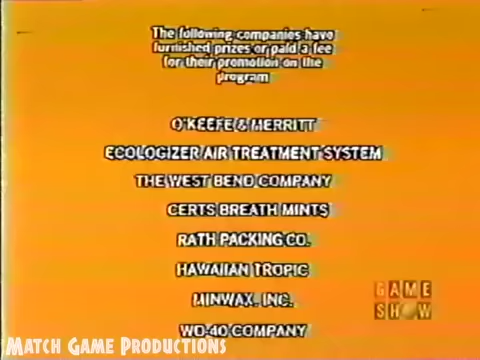 The following companies have
furnished prizes or paid a fee
for their promotion on the
program
O'KEEFE & MERRITT
ECOLOGIZER AIR TREATMENT SYSTEM
THE WEST BEND COMPANY
CERTS BREATH MINTS
RATH PACKING CO.
HAWAIIAN TROPIC
MINWAX, INC.
WD-40 COMPANY
GAME
SHOW
MATCH GAME PRODUCTIONS